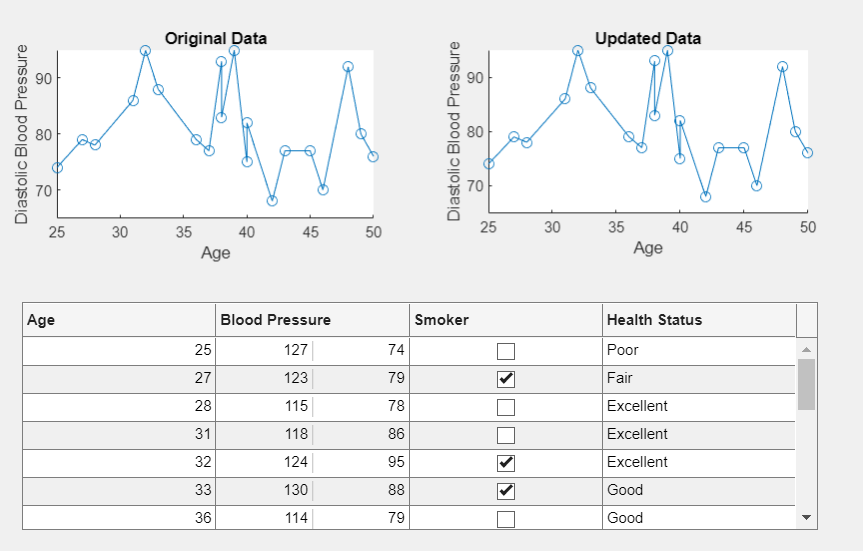 Original Data
Diastolic Blood Pressure
90
80
70
25 30 35 40 45 50
Age
Updated Data
Diastolic Blood Pressure
90
80
70
25 30 35 40 45 50
Age
Age Blood Pressure Smoker Health Status
25 127 74 Poor
27 123 79 Fair
28 115 78 Excellent
31 118 86 Excellent
32 124 95 Excellent
33 130 88 Good
36 114 79 Good